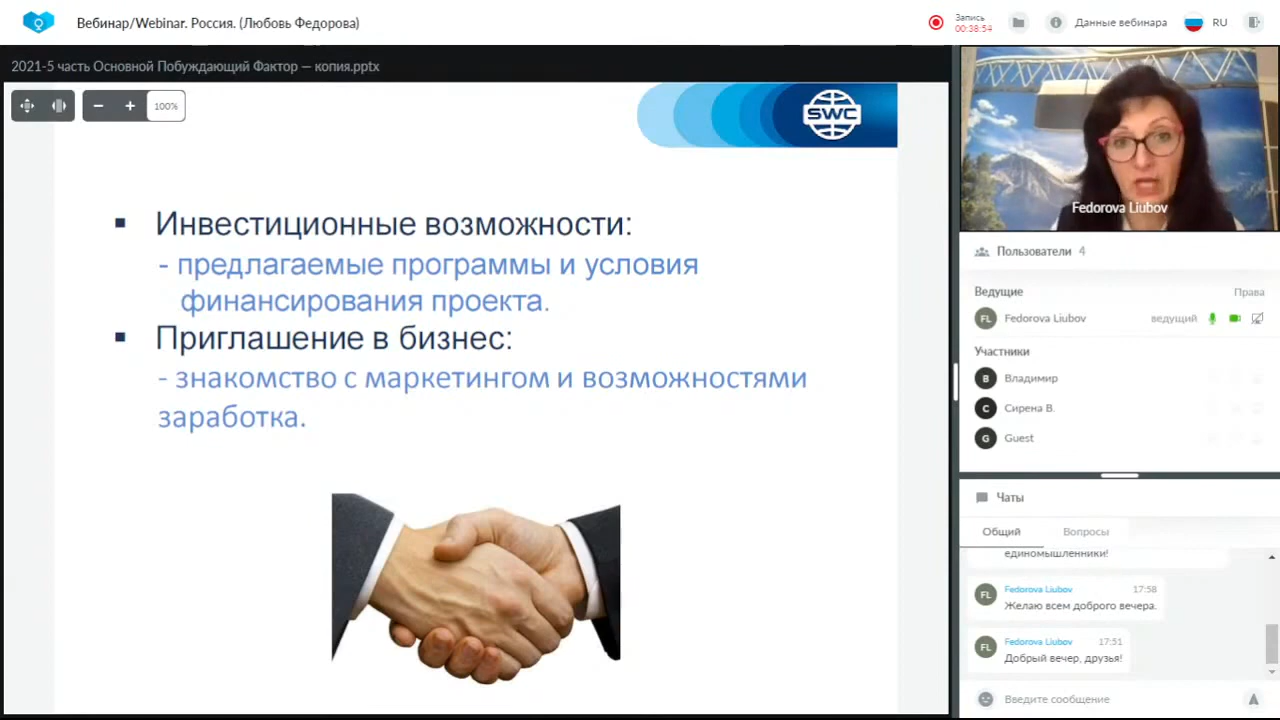 Вебинар/Webinar. Россия. (Любовь Федорова)
Запись
00:38:54
Данные вебинара
RU
2021-5 часть Основной Побуждающий Фактор — копия.pptx
100%
SWC
▪ Инвестиционные возможности:
- предлагаемые программы и условия
финансирования проекта.
▪ Приглашение в бизнес:
- знакомство с маркетингом и возможностями
заработка.
Fedorova Liubov
Пользователи 4
Ведущие Права
FL Fedorova Liubov ведущий
Участники
В Владимир
С Сирена В.
G Guest
Чаты
Общий Вопросы
единомышленники!
FL Fedorova Liubov 17:58
Желаю всем доброго вечера.
FL Fedorova Liubov 17:51
Добрый вечер, друзья!
Введите сообщение